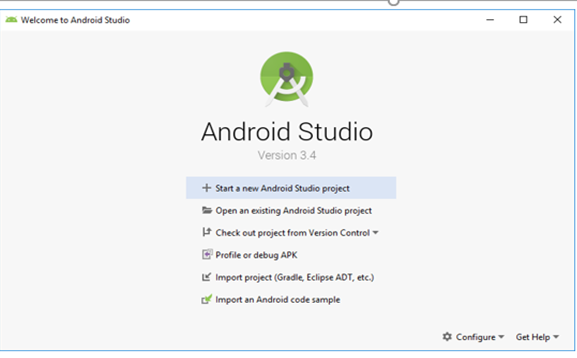 Welcome to Android Studio
Android Studio
Version 3.4
Start a new Android Studio project
Open an existing Android Studio project
Check out project from Version Control
Profile or debug APK
Import project (Gradle, Eclipse ADT, etc.)
Import an Android code sample
Configure Get Help